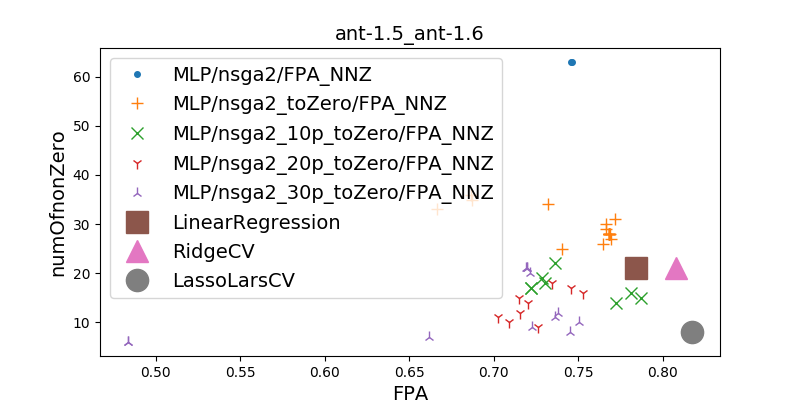 ant-1.5_ant-1.6
MLP/nsga2/FPA_NNZ
MLP/nsga2_toZero/FPA_NNZ
MLP/nsga2_10p_toZero/FPA_NNZ
MLP/nsga2_20p_toZero/FPA_NNZ
MLP/nsga2_30p_toZero/FPA_NNZ
LinearRegression
RidgeCV
LassoLarsCV
numOfnonZero
60
50
40
30
20
10
0.50 0.55 0.60 0.65 0.70 0.75 0.80
FPA